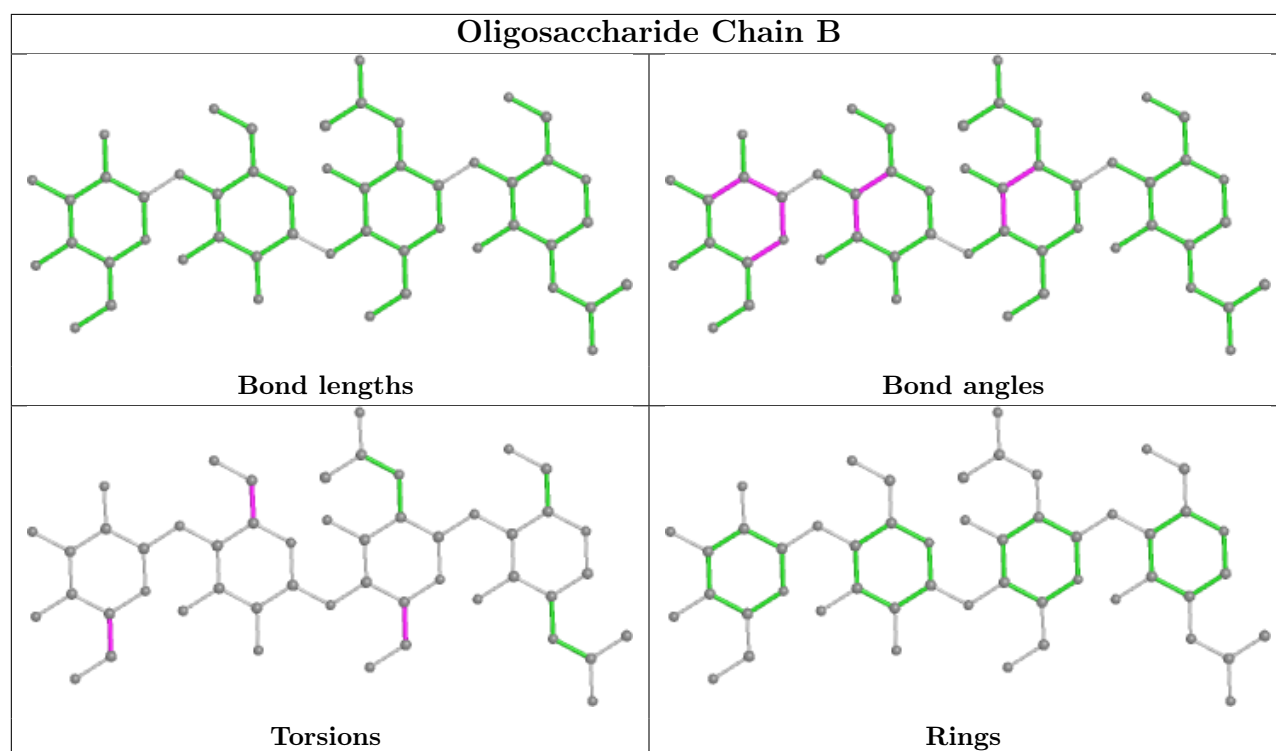 Oligosaccharide Chain B
Bond lengths
Bond angles
Torsions
Rings